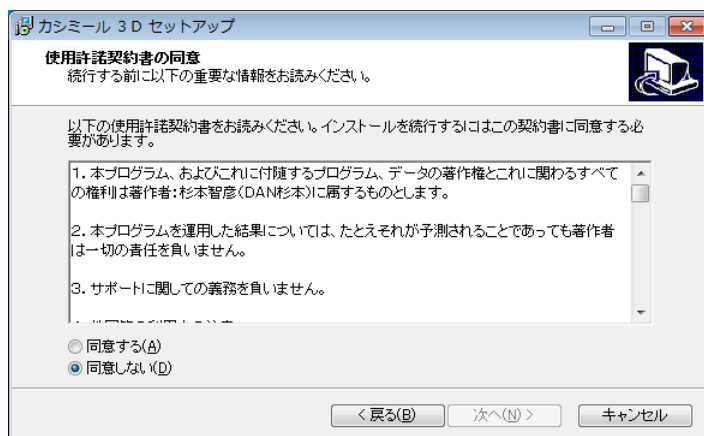 カシミール 3D セットアップ
使用許諾契約書の同意
続行する前に以下の重要な情報をお読みください。
以下の使用許諾契約書をお読みください。インストールを続行するにはこの契約書に同意する必
要があります。
1. 本プログラム、およびこれに付随するプログラム、データの著作権とこれに関わるすべて
の権利は著作者：杉本智彦(DAN杉本)に属するものとします。
2. 本プログラムを運用した結果については、たとえそれが予測されることであっても著作者
は一切の責任を負いません。
3. サポートに関しての義務を負いません。
同意する(A)
同意しない(D)
< 戻る(B)
次へ(N) >
キャンセル